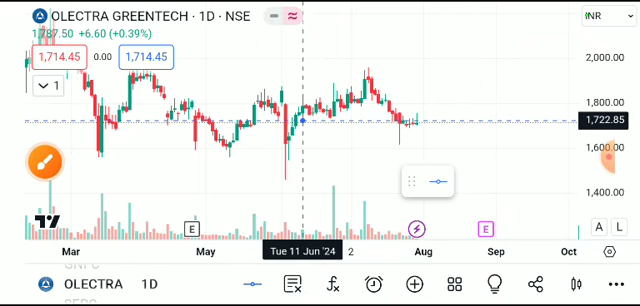 OLECTRA GREENTECH · 1D · NSE
INR
1,787.50 +6.60 (+0.39%)
1,714.45 0.00 1,714.45
1
2,000.00
1,800.00
1,722.85
1,600.00
1,400.00
E
E
A L
Mar May Tue 11 Jun '24 2 Aug Sep Oct
GNFC
OLECTRA 1D